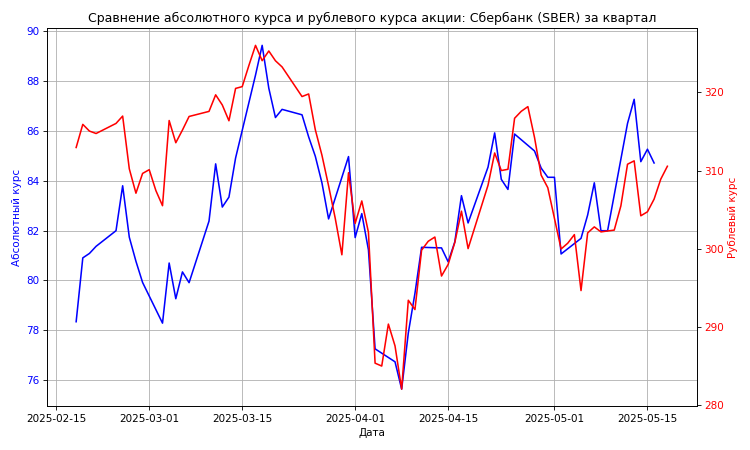 Сравнение абсолютного курса и рублевого курса акции: Сбербанк (SBER) за квартал
90
88
86
84
82
80
78
76
Абсолютный курс
320
310
300
290
280
Рублевый курс
2025-02-15 2025-03-01 2025-03-15 2025-04-01 2025-04-15 2025-05-01 2025-05-15
Дата